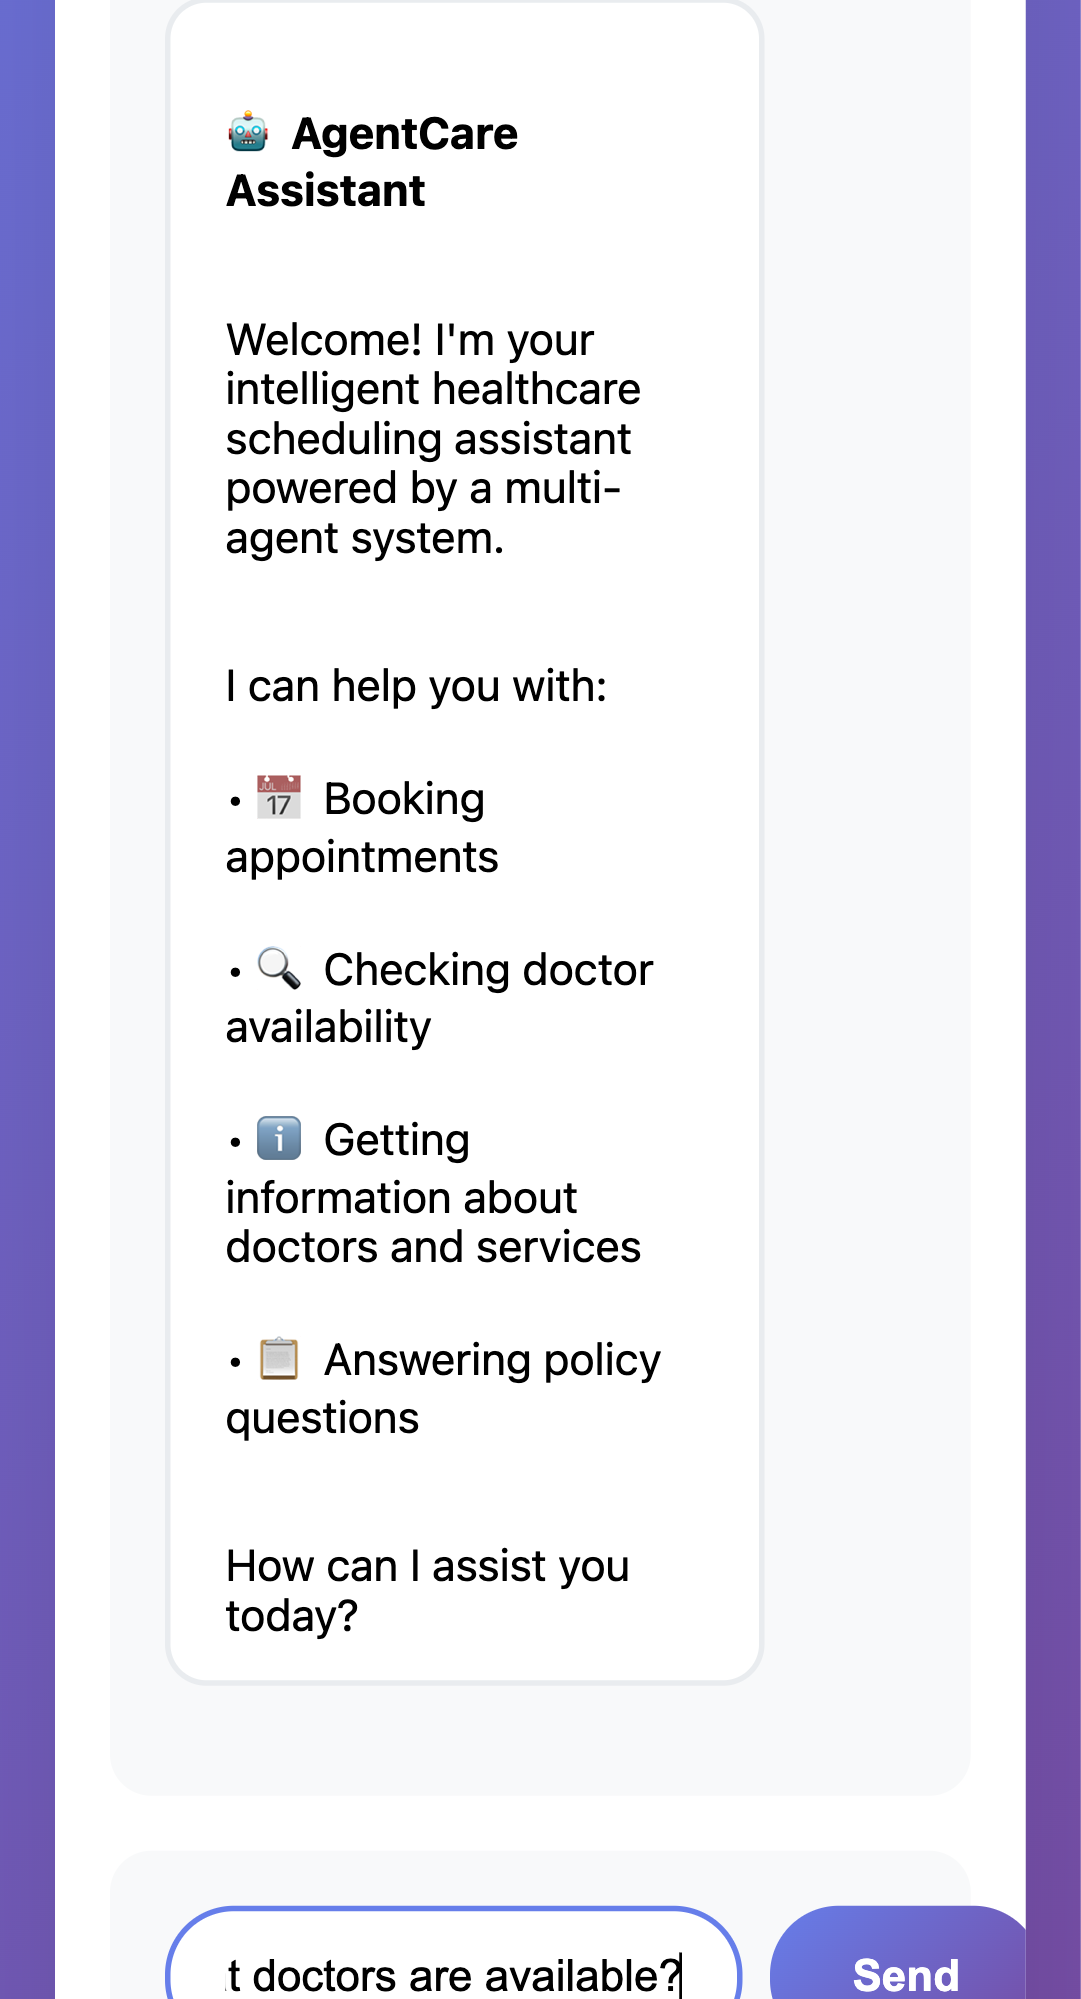 🤖 AgentCare
Assistant
Welcome! I'm your
intelligent healthcare
scheduling assistant
powered by a multi-
agent system.
I can help you with:
• 📅 Booking
appointments
• 🔍 Checking doctor
availability
• ℹ️ Getting
information about
doctors and services
• 📋 Answering policy
questions
How can I assist you
today?
t doctors are available?
Send